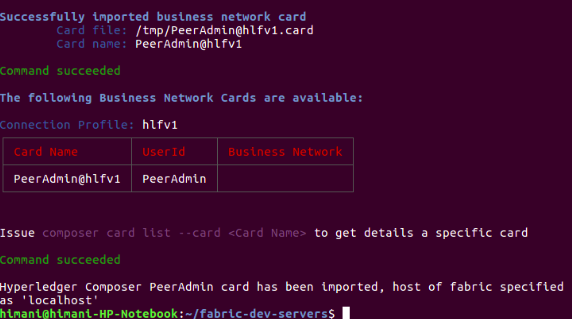 Successfully imported business network card
Card file: /tmp/PeerAdmin@hlfv1.card
Card name: PeerAdmin@hlfv1
Command succeeded
The following Business Network Cards are available:
Connection Profile: hlfv1
Card Name UserId Business Network
PeerAdmin@hlfv1 PeerAdmin
Issue composer card list --card <Card Name> to get details a specific card
Command succeeded
Hyperledger Composer PeerAdmin card has been imported, host of fabric specified
as 'localhost'
himani@himani-HP-Notebook:~/fabric-dev-servers$